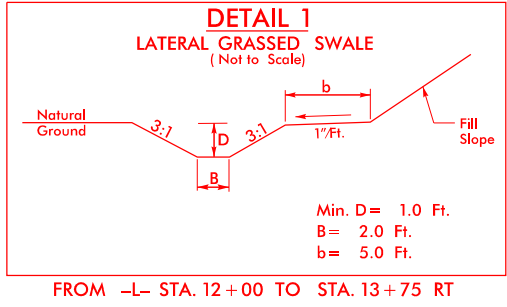 DETAIL 1
LATERAL GRASSED SWALE
( Not to Scale)
b
Natural
Ground
3:1
D
3:1
1"/Ft.
Fill
Slope
B
Min. D= 1.0 Ft.
B= 2.0 Ft.
b= 5.0 Ft.
FROM -L- STA. 12+00 TO STA. 13+75 RT